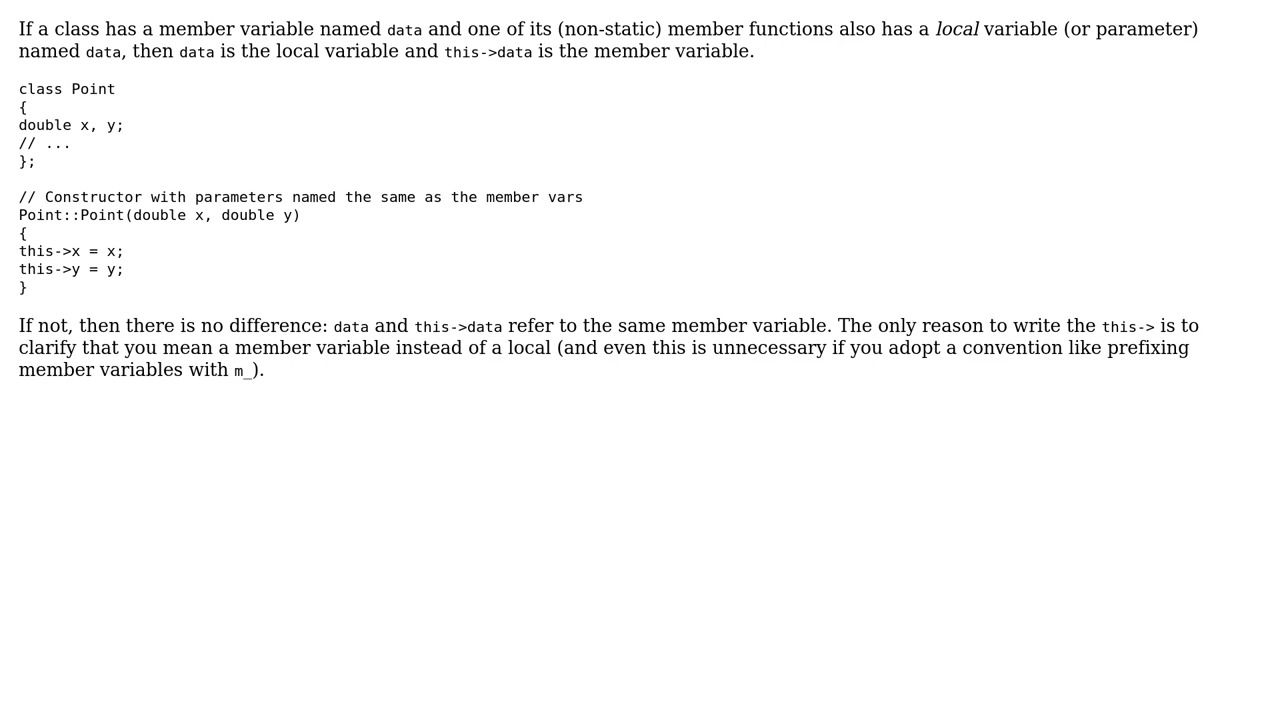 If a class has a member variable named data and one of its (non-static) member functions also has a local variable (or parameter)
named data, then data is the local variable and this->data is the member variable.
class Point
{
double x, y;
// ...
};
// Constructor with parameters named the same as the member vars
Point::Point(double x, double y)
{
this->x = x;
this->y = y;
}
If not, then there is no difference: data and this->data refer to the same member variable. The only reason to write the this-> is to
clarify that you mean a member variable instead of a local (and even this is unnecessary if you adopt a convention like prefixing
member variables with m_).